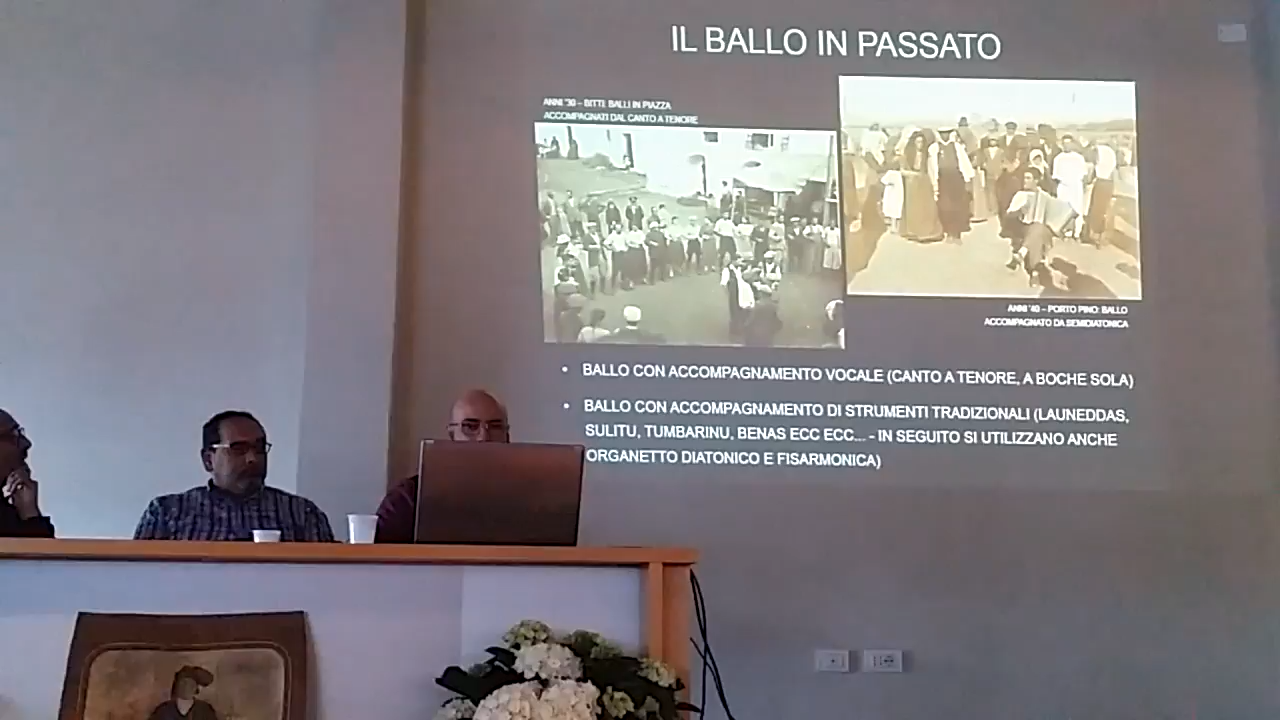 IL BALLO IN PASSATO
ANNI '30 – BITTI: BALLI IN PIAZZA
ACCOMPAGNATI DAL CANTO A TENORE
ANNI '40 – PORTO PINO: BALLO
ACCOMPAGNATO DA SEMIDIATONICA
• BALLO CON ACCOMPAGNAMENTO VOCALE (CANTO A TENORE, A BOCHE SOLA)
• BALLO CON ACCOMPAGNAMENTO DI STRUMENTI TRADIZIONALI (LAUNEDDAS,
SULITU, TUMBARINU, BENAS ECC ECC... - IN SEGUITO SI UTILIZZANO ANCHE
ORGANETTO DIATONICO E FISARMONICA)